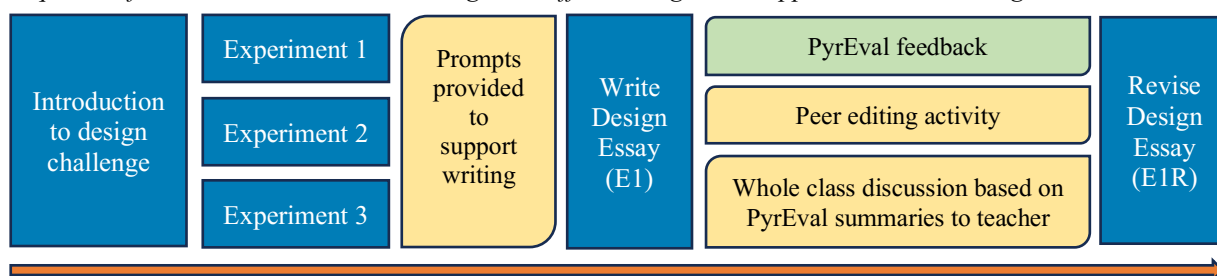 Introduction
to design
challenge
Experiment 1
Experiment 2
Experiment 3
Prompts
provided
to
support
writing
Write
Design
Essay
(E1)
PyrEval feedback
Peer editing activity
Whole class discussion based on
PyrEval summaries to teacher
Revise
Design
Essay
(E1R)